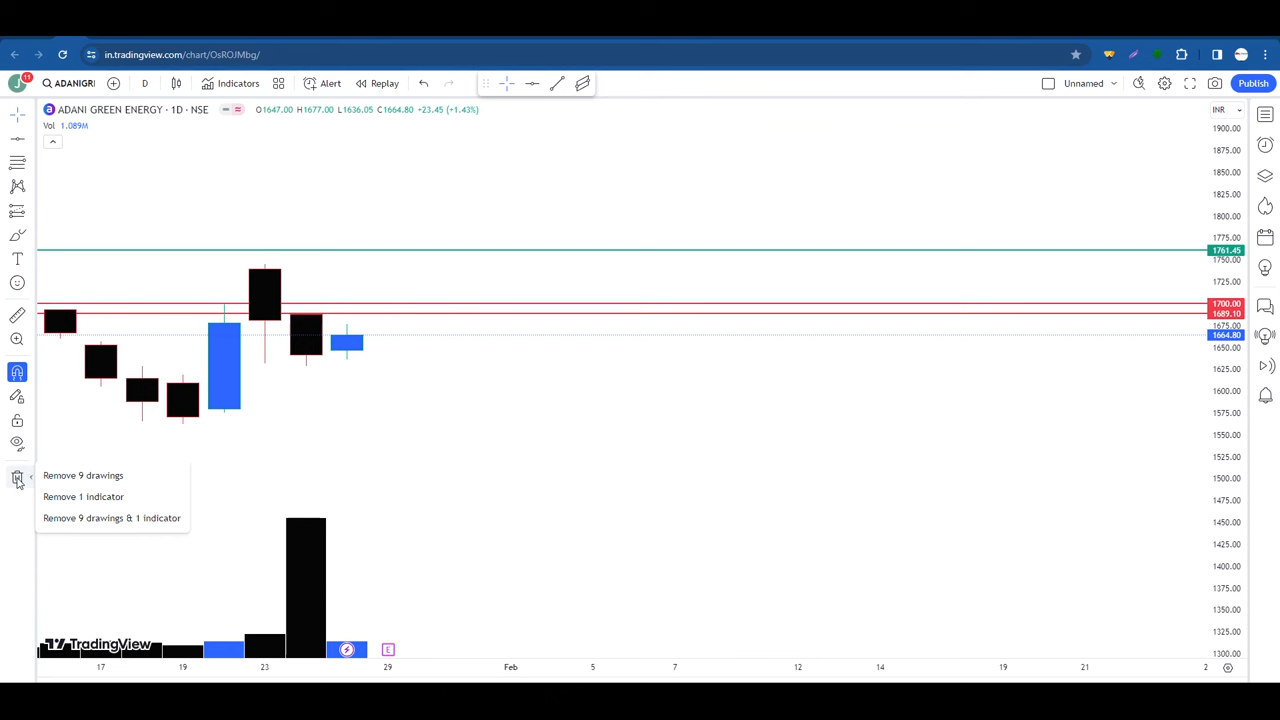 in.tradingview.com/chart/OsROJMbg/
J
11
ADANIGRI
D
Indicators
Alert
Replay
Unnamed
Publish
ADANI GREEN ENERGY · 1D · NSE
O1647.00 H1677.00 L1636.05 C1664.80 +23.45 (+1.43%)
INR
Vol 1.089M
1900.00
1875.00
1850.00
1825.00
1800.00
1775.00
1761.45
1750.00
1725.00
1700.00
1689.10
1675.00
1664.80
1650.00
1625.00
1600.00
1575.00
1550.00
1525.00
1500.00
1475.00
1450.00
1425.00
1400.00
1375.00
1350.00
1325.00
1300.00
Remove 9 drawings
Remove 1 indicator
Remove 9 drawings & 1 indicator
TradingView
E
17 19 23 29 Feb 5 7 12 14 19 21 2